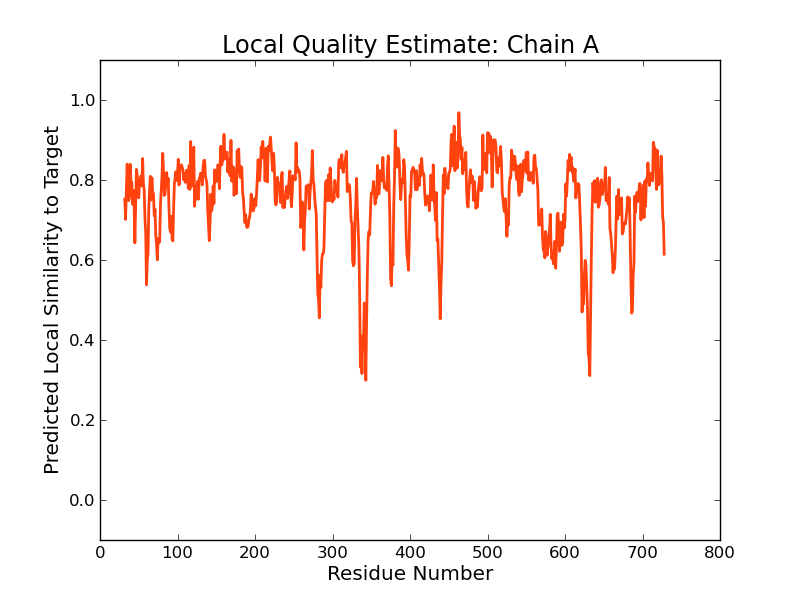 Local Quality Estimate: Chain A
Predicted Local Similarity to Target
1.0
0.8
0.6
0.4
0.2
0.0
0 100 200 300 400 500 600 700 800
Residue Number